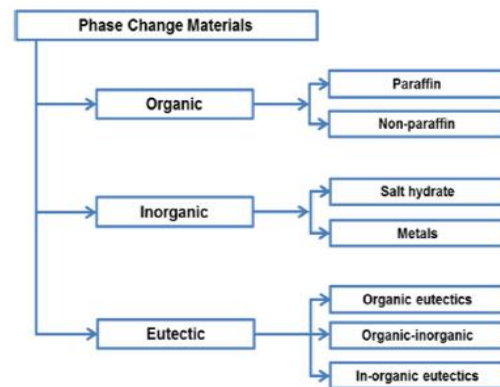 Phase Change Materials
Organic
Paraffin
Non-paraffin
Inorganic
Salt hydrate
Metals
Eutectic
Organic eutectics
Organic-inorganic
In-organic eutectics